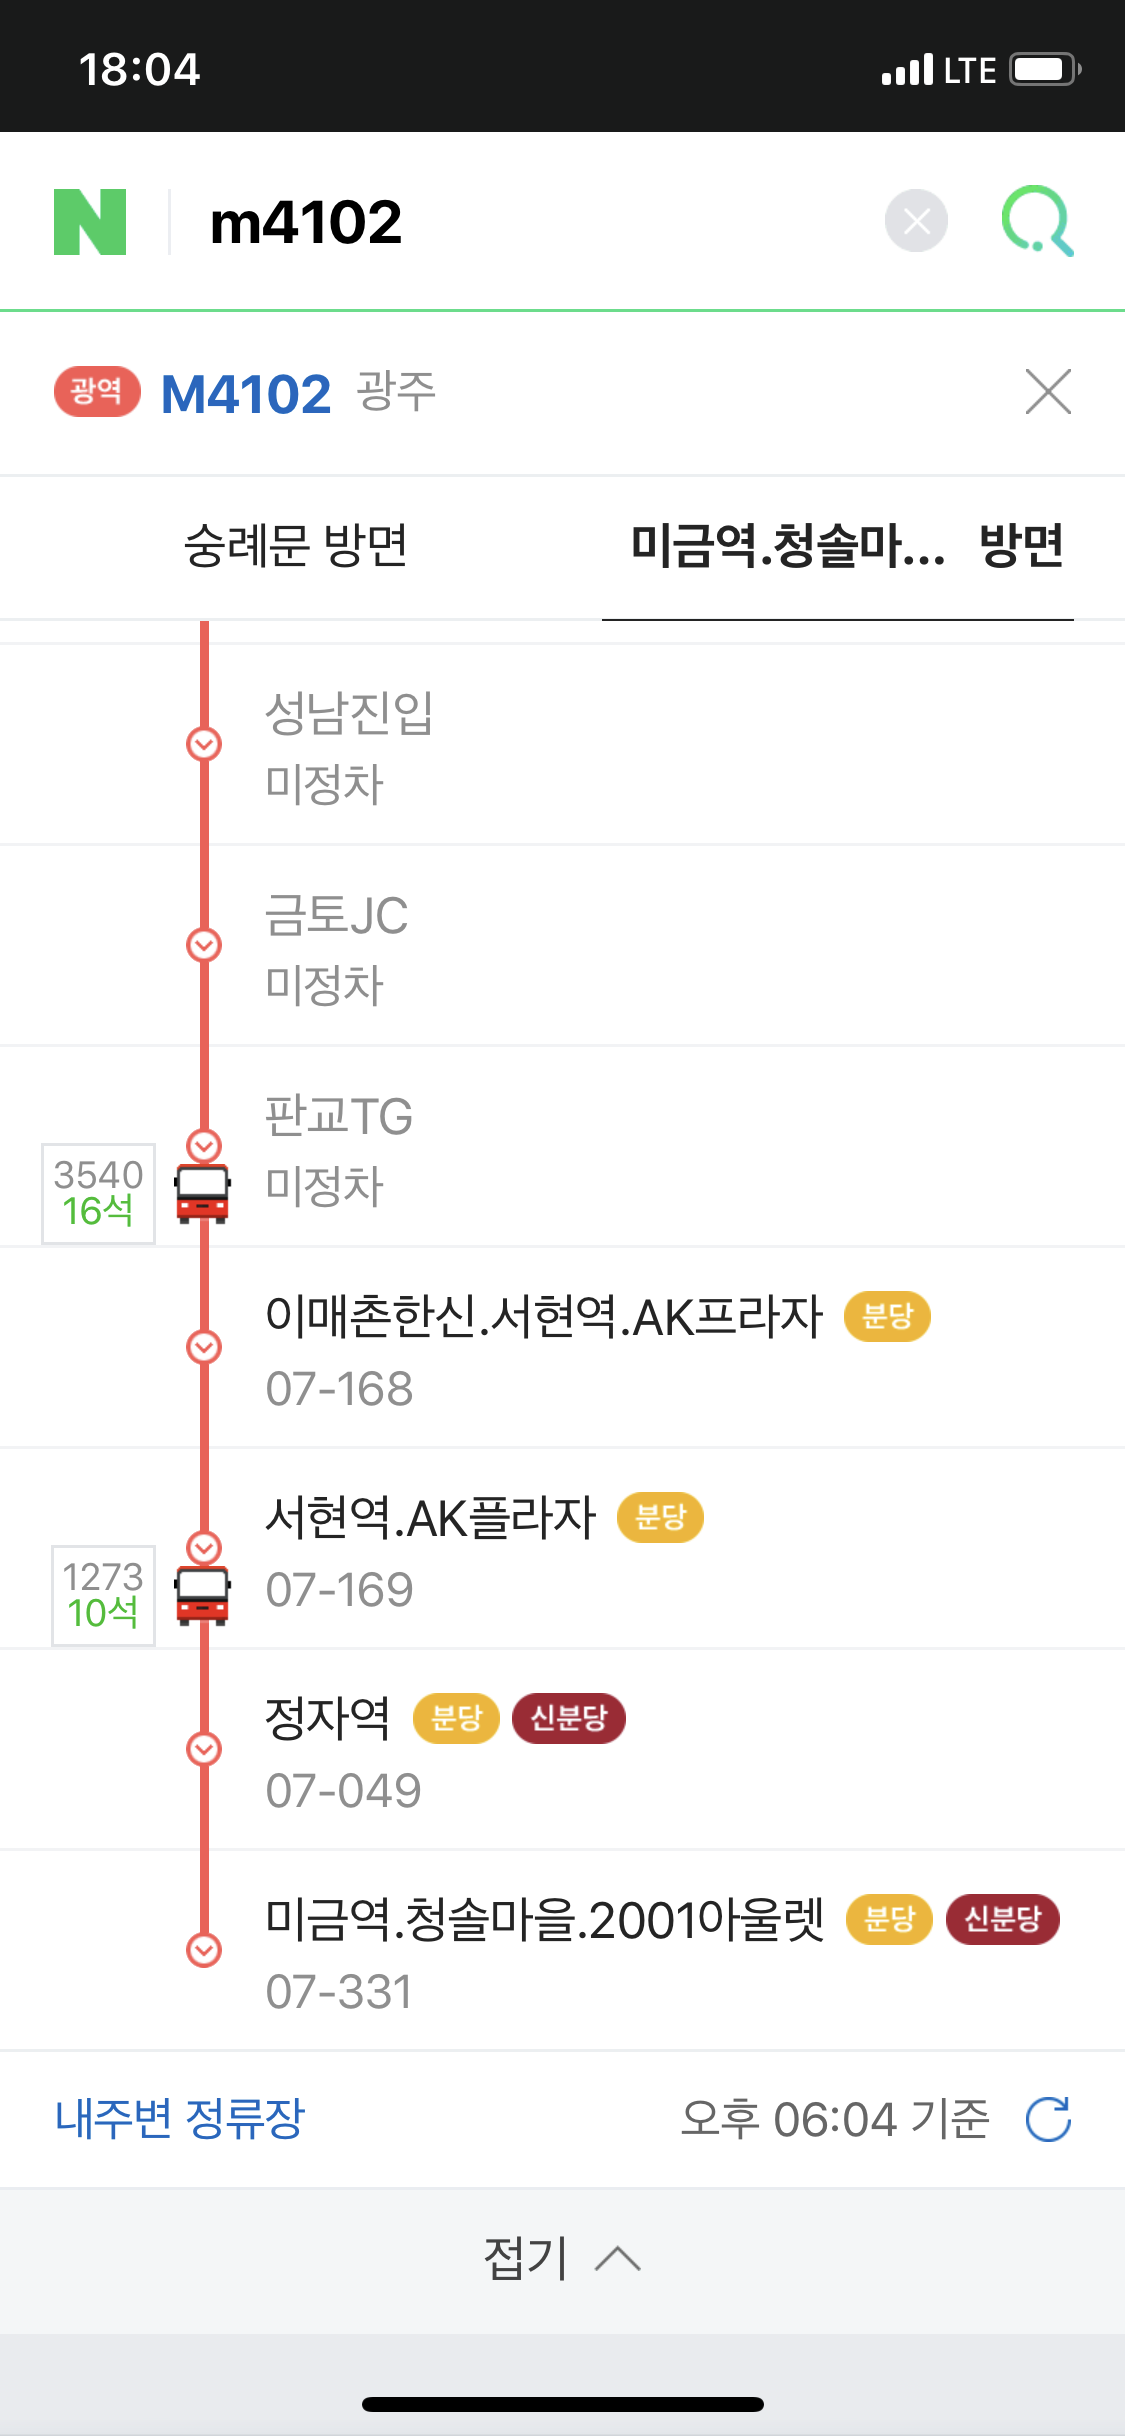 18:04
LTE
N
m4102
광역 M4102 광주
숭례문 방면
미금역.청솔마... 방면
성남진입
미정차
금토JC
미정차
판교TG
3540
16석
미정차
이매촌한신.서현역.AK프라자 분당
07-168
서현역.AK플라자 분당
1273
10석
07-169
정자역 분당 신분당
07-049
미금역.청솔마을.2001아울렛 분당 신분당
07-331
내주변 정류장
오후 06:04 기준
접기